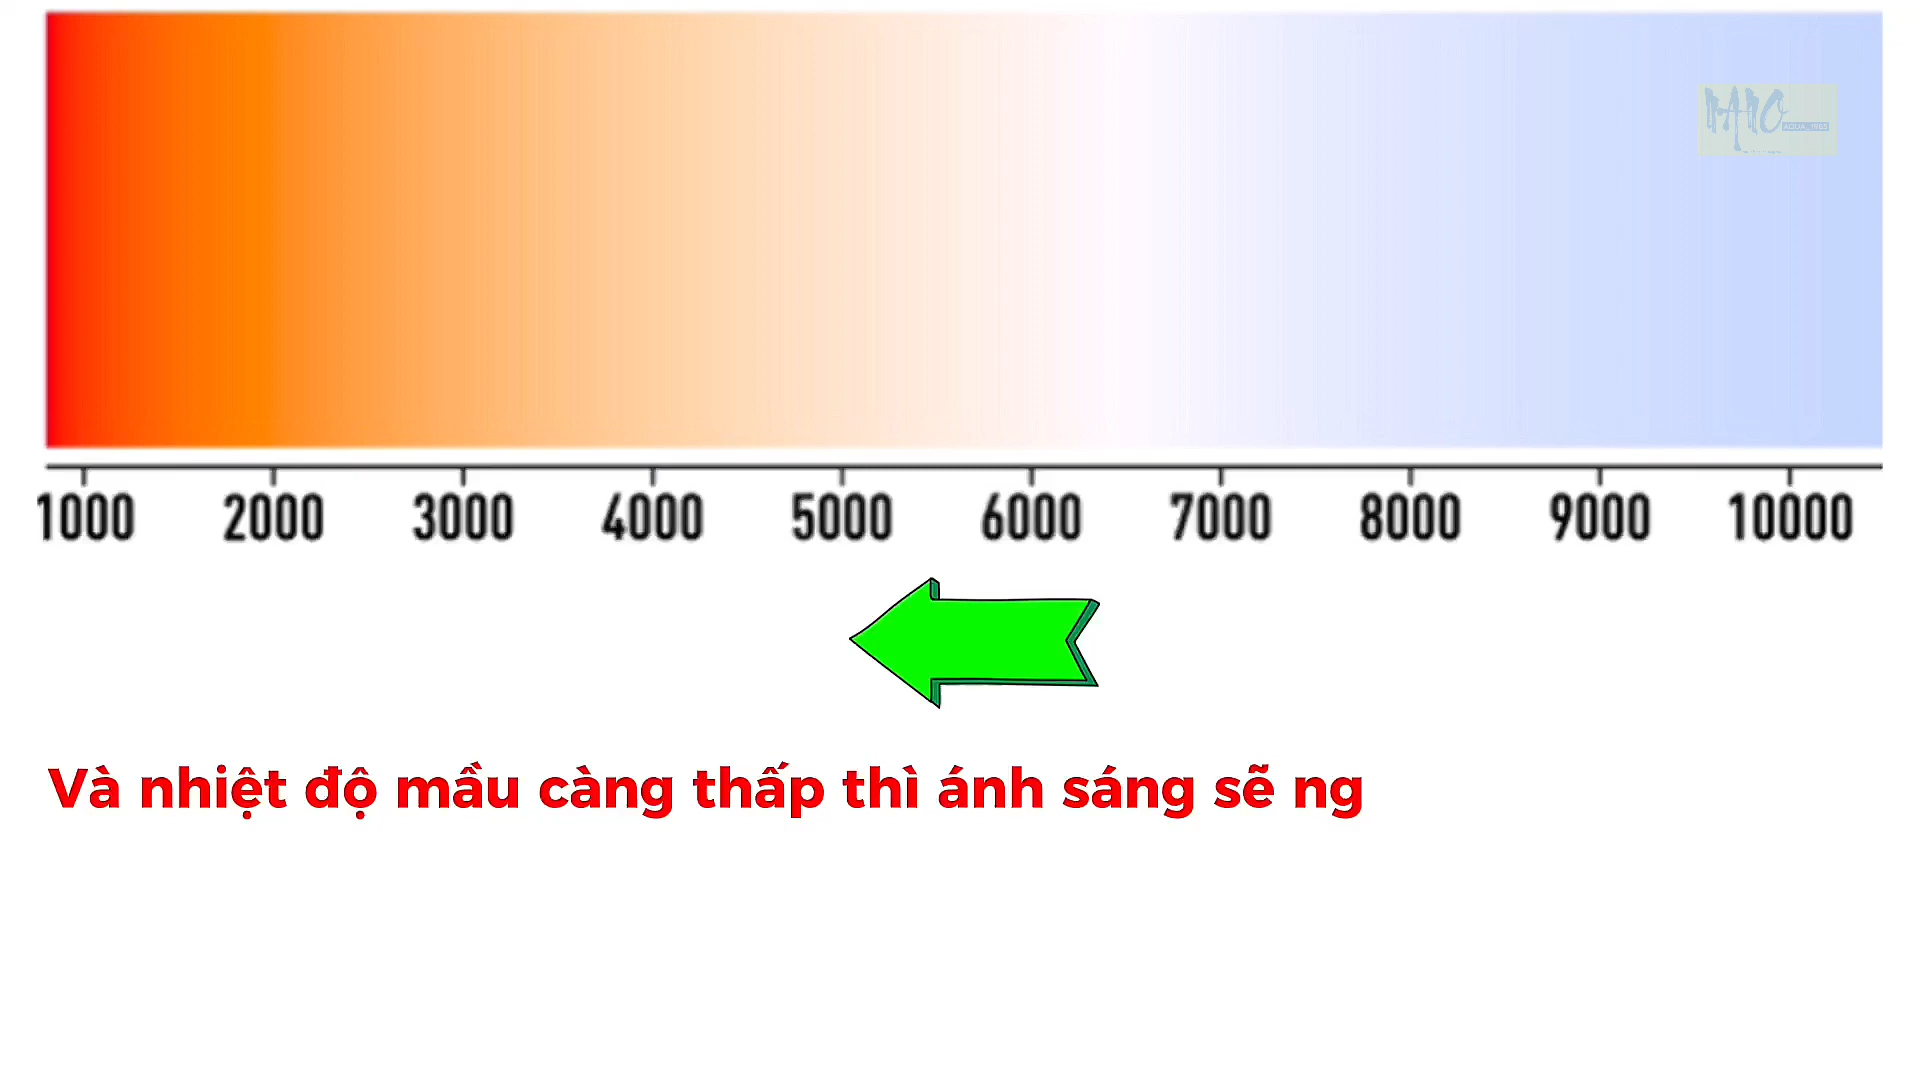 1000 2000 3000 4000 5000 6000 7000 8000 9000 10000
Và nhiệt độ mầu càng thấp thì ánh sáng sẽ ng